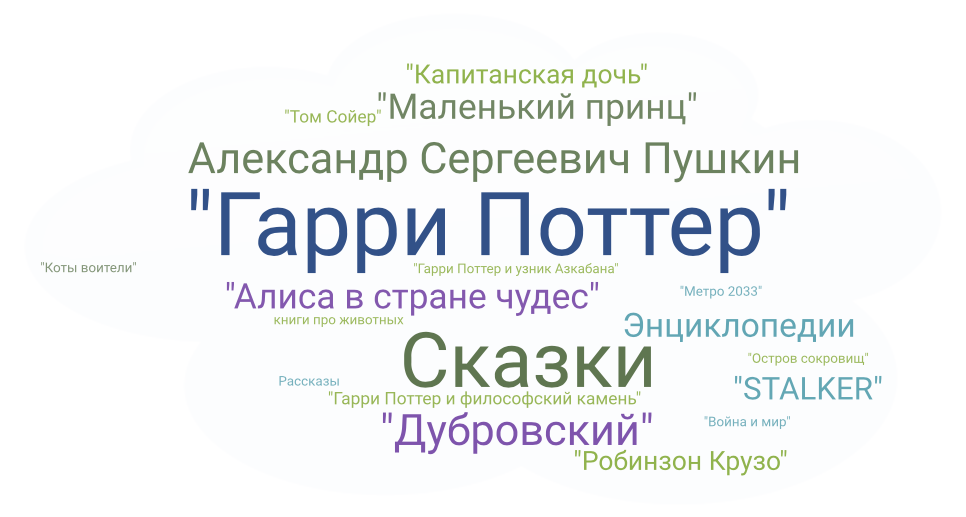 "Капитанская дочь"
"Маленький принц"
"Том Сойер"
Александр Сергеевич Пушкин
"Гарри Поттер"
"Коты воители"
"Гарри Поттер и узник Азкабана"
"Алиса в стране чудес"
"Метро 2033"
книги про животных
Энциклопедии
Сказки
"Остров сокровищ"
Рассказы
"STALKER"
"Гарри Поттер и философский камень"
"Дубровский"
"Война и мир"
"Робинзон Крузо"